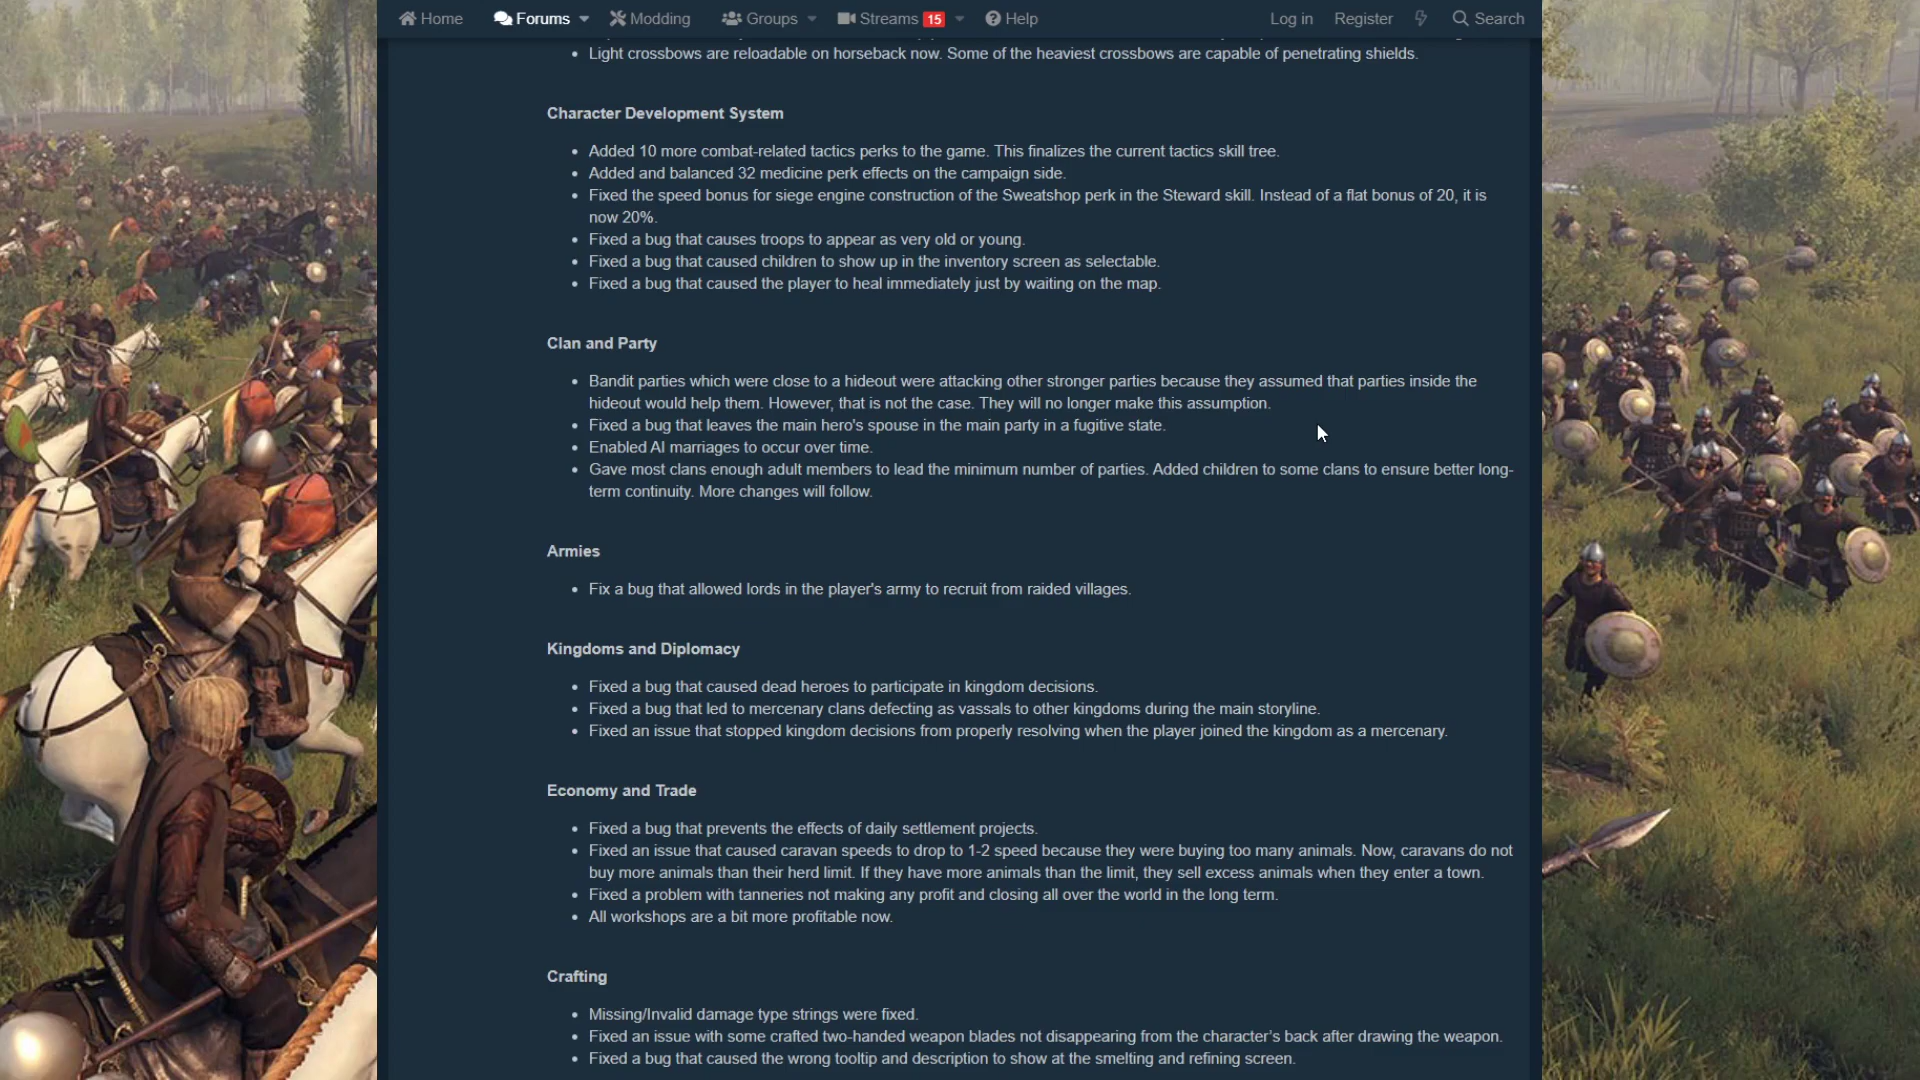 Home Forums Modding Groups Streams 15 Help Log in Register Search
• Light crossbows are reloadable on horseback now. Some of the heaviest crossbows are capable of penetrating shields.
Character Development System
• Added 10 more combat-related tactics perks to the game. This finalizes the current tactics skill tree.
• Added and balanced 32 medicine perk effects on the campaign side.
• Fixed the speed bonus for siege engine construction of the Sweatshop perk in the Steward skill. Instead of a flat bonus of 20, it is
now 20%.
• Fixed a bug that causes troops to appear as very old or young.
• Fixed a bug that caused children to show up in the inventory screen as selectable.
• Fixed a bug that caused the player to heal immediately just by waiting on the map.
Clan and Party
• Bandit parties which were close to a hideout were attacking other stronger parties because they assumed that parties inside the
hideout would help them. However, that is not the case. They will no longer make this assumption.
• Fixed a bug that leaves the main hero's spouse in the main party in a fugitive state.
• Enabled AI marriages to occur over time.
• Gave most clans enough adult members to lead the minimum number of parties. Added children to some clans to ensure better long-
term continuity. More changes will follow.
Armies
• Fix a bug that allowed lords in the player's army to recruit from raided villages.
Kingdoms and Diplomacy
• Fixed a bug that caused dead heroes to participate in kingdom decisions.
• Fixed a bug that led to mercenary clans defecting as vassals to other kingdoms during the main storyline.
• Fixed an issue that stopped kingdom decisions from properly resolving when the player joined the kingdom as a mercenary.
Economy and Trade
• Fixed a bug that prevents the effects of daily settlement projects.
• Fixed an issue that caused caravan speeds to drop to 1-2 speed because they were buying too many animals. Now, caravans do not
buy more animals than their herd limit. If they have more animals than the limit, they sell excess animals when they enter a town.
• Fixed a problem with tanneries not making any profit and closing all over the world in the long term.
• All workshops are a bit more profitable now.
Crafting
• Missing/Invalid damage type strings were fixed.
• Fixed an issue with some crafted two-handed weapon blades not disappearing from the character’s back after drawing the weapon.
• Fixed a bug that caused the wrong tooltip and description to show at the smelting and refining screen.